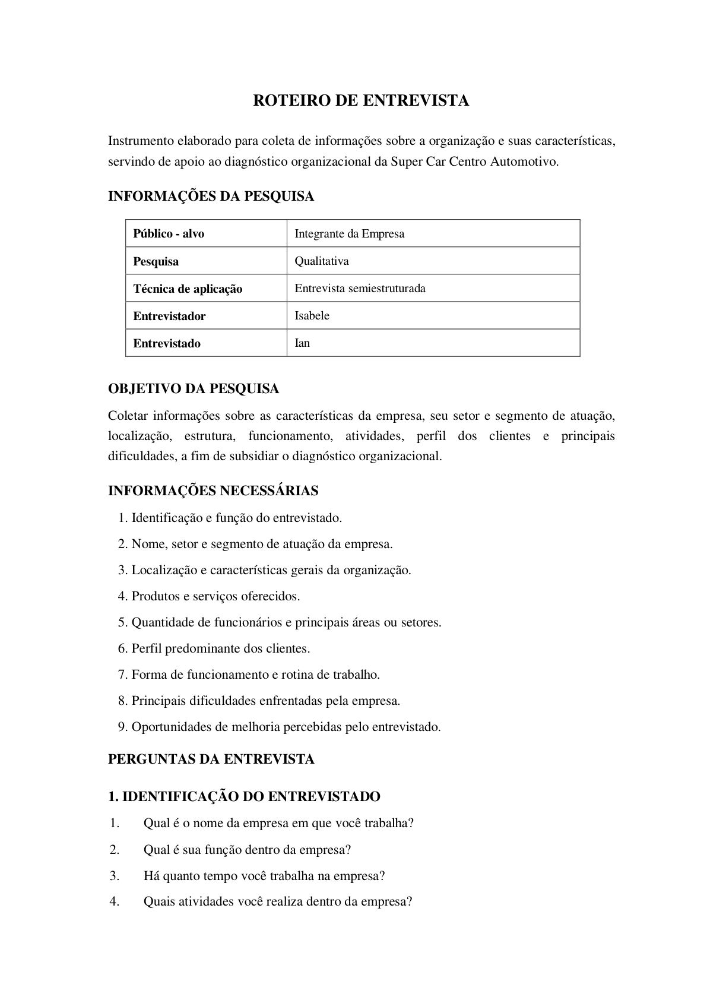 ROTEIRO DE ENTREVISTA
Instrumento elaborado para coleta de informações sobre a organização e suas características,
servindo de apoio ao diagnóstico organizacional da Super Car Centro Automotivo.
INFORMAÇÕES DA PESQUISA
Público - alvo Integrante da Empresa
Pesquisa Qualitativa
Técnica de aplicação Entrevista semiestruturada
Entrevistador Isabele
Entrevistado Ian
OBJETIVO DA PESQUISA
Coletar informações sobre as características da empresa, seu setor e segmento de atuação,
localização, estrutura, funcionamento, atividades, perfil dos clientes e principais
dificuldades, a fim de subsidiar o diagnóstico organizacional.
INFORMAÇÕES NECESSÁRIAS
1. Identificação e função do entrevistado.
2. Nome, setor e segmento de atuação da empresa.
3. Localização e características gerais da organização.
4. Produtos e serviços oferecidos.
5. Quantidade de funcionários e principais áreas ou setores.
6. Perfil predominante dos clientes.
7. Forma de funcionamento e rotina de trabalho.
8. Principais dificuldades enfrentadas pela empresa.
9. Oportunidades de melhoria percebidas pelo entrevistado.
PERGUNTAS DA ENTREVISTA
1. IDENTIFICAÇÃO DO ENTREVISTADO
1. Qual é o nome da empresa em que você trabalha?
2. Qual é sua função dentro da empresa?
3. Há quanto tempo você trabalha na empresa?
4. Quais atividades você realiza dentro da empresa?